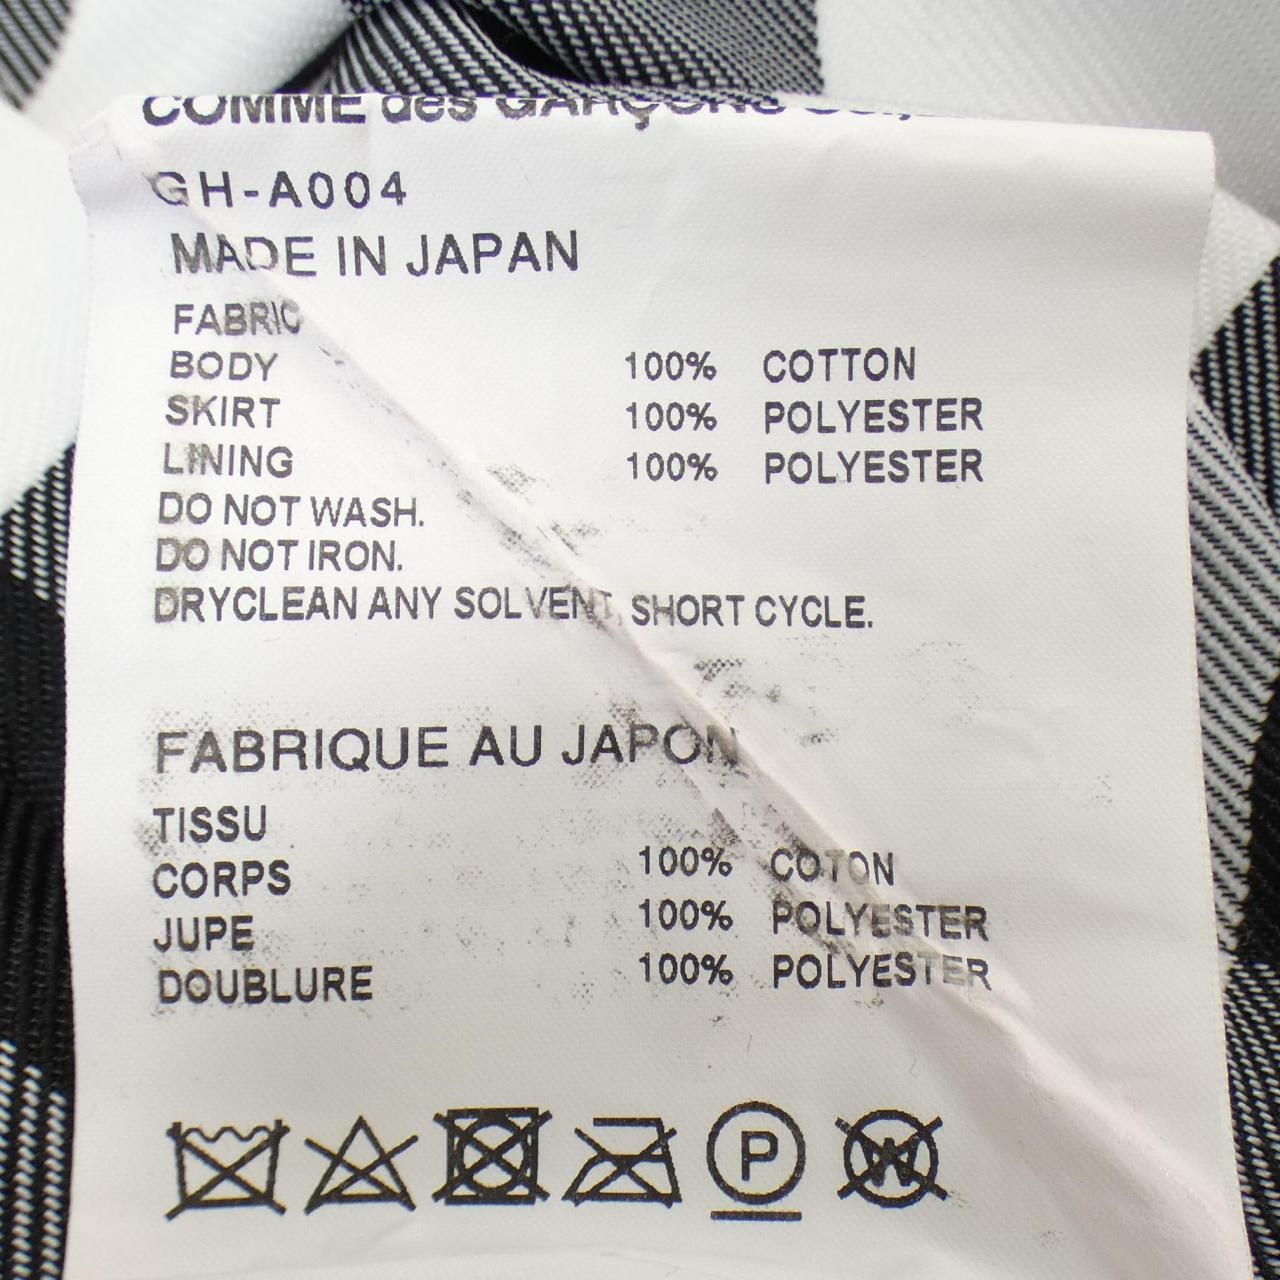 COMME des GARÇONS
GH-A004
MADE IN JAPAN
FABRIC
BODY 100% COTTON
SKIRT 100% POLYESTER
LINING 100% POLYESTER
DO NOT WASH.
DO NOT IRON.
DRYCLEAN ANY SOLVENT, SHORT CYCLE.
FABRIQUE AU JAPON
TISSU
CORPS 100% COTON
JUPE 100% POLYESTER
DOUBLURE 100% POLYESTER
P W